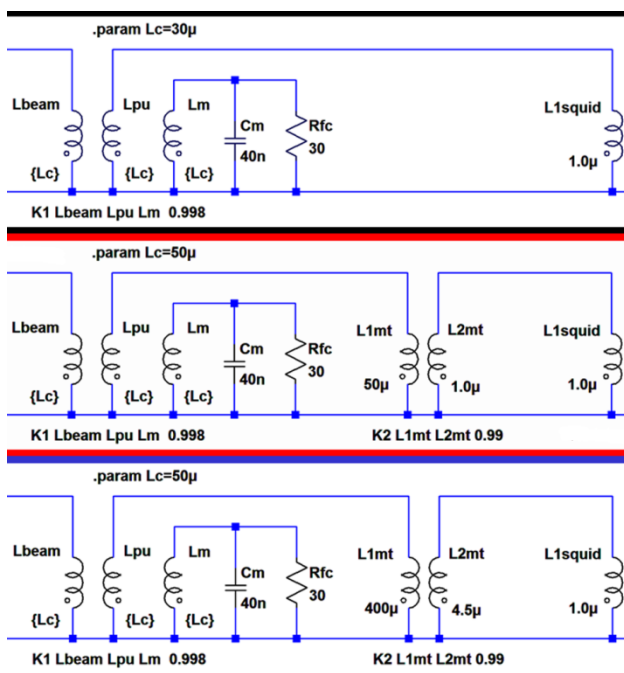 .param Lc=30µ
Lbeam Lpu Lm L1squid
Cm Rfc
40n 30
{Lc} {Lc} {Lc} 1.0µ
K1 Lbeam Lpu Lm 0.998
.param Lc=50µ
Lbeam Lpu Lm L1mt L2mt L1squid
Cm Rfc
40n 30 50µ 1.0µ 1.0µ
{Lc} {Lc} {Lc}
K1 Lbeam Lpu Lm 0.998 K2 L1mt L2mt 0.99
.param Lc=50µ
Lbeam Lpu Lm L1mt L2mt L1squid
Cm Rfc
40n 30 400µ 4.5µ 1.0µ
{Lc} {Lc} {Lc}
K1 Lbeam Lpu Lm 0.998 K2 L1mt L2mt 0.99